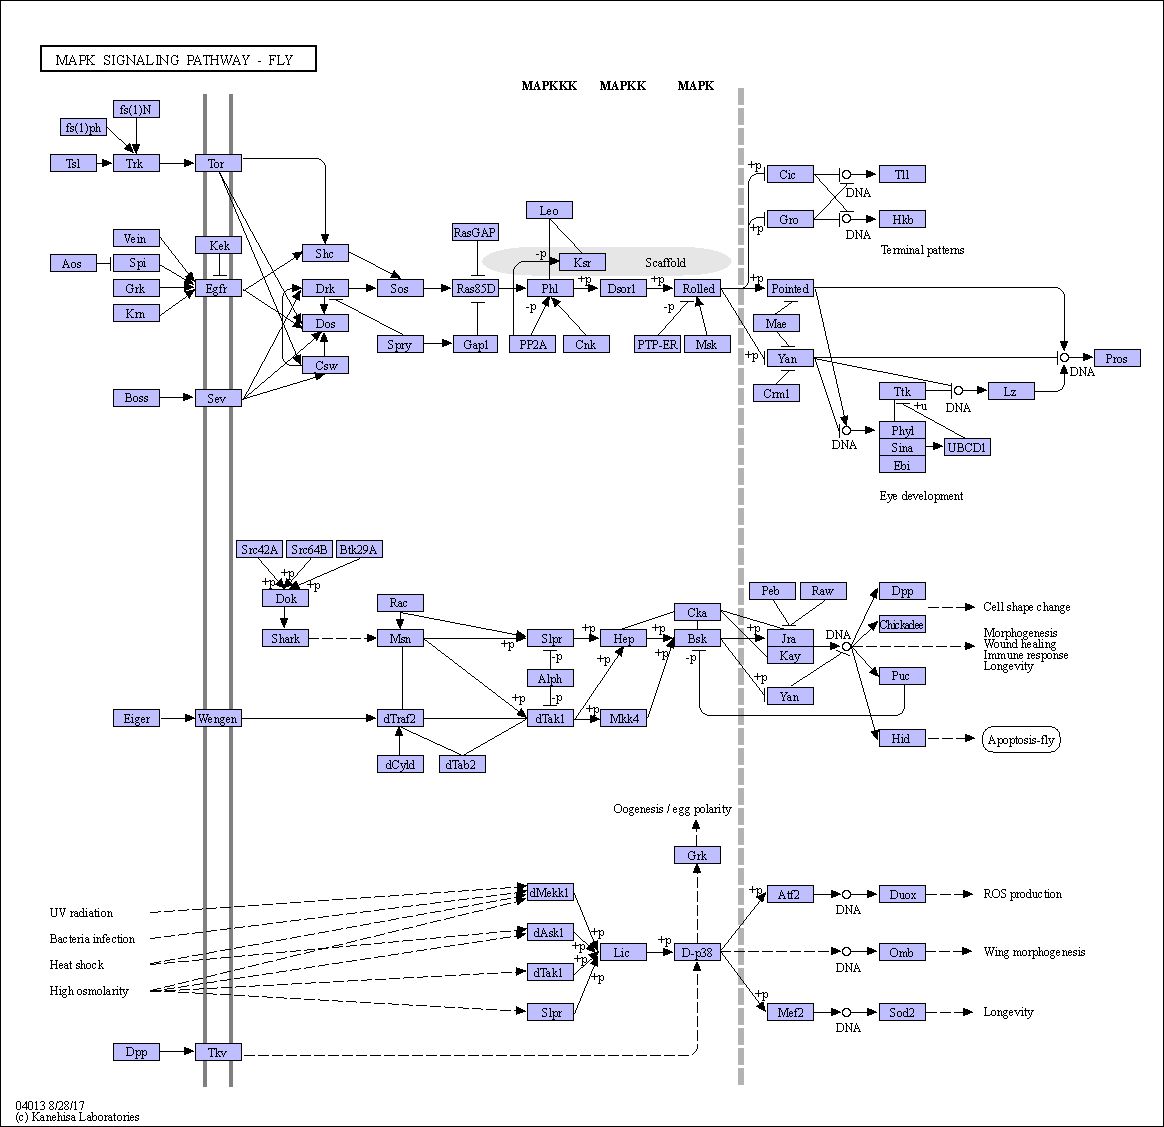 MAPK SIGNALING PATHWAY - FLY
MAPKKK MAPKK MAPK
fs(1)N
fs(1)ph
Tsl Trk Tor
+p Cic Tll
DNA
Gro Hkb
+p DNA
Terminal patterns
Leo
RasGAP
Vein Kek
Shc
-p Ksr Scaffold
Aos Spi
Grk Egfr Drk Sos Ras85D Phl +p Dsor1 +p Rolled +p Pointed
Krn -p -p
Dos Mae
Spry Gap1 PP2A Cnk PTP-ER Msk
+p Yan Pros
DNA
Csw
Boss Sev Crm1 Ttk Lz
+u DNA
Phyl
DNA
Sina UBCD1
Ebi
Eye development
Src42A Src64B Btk29A
+p +p +p
Dok
Rac Cka
Peb Raw Dpp
Cell shape change
Chickadee
Shark Msn +p Slpr +p Hep +p Bsk +p Jra DNA
Morphogenesis
Wound healing
Immune response
Longevity
-p +p +p -p Kay
Alph +p Puc
-p +p Yan
Eiger Wengen dTraf2 dTak1 +p Mkk4
Hid Apoptosis-fly
dCyld dTab2
Oogenesis / egg polarity
Grk
dMekk1 +p Atf2 Duox ROS production
DNA
UV radiation
Bacteria infection dAsk1 +p
+p Lic +p D-p38 Omb Wing morphogenesis
+p DNA
Heat shock dTak1
+p
High osmolarity
+p
Slpr Mef2 Sod2 Longevity
DNA
Dpp Tkv
04013 8/28/17
(c) Kanehisa Laboratories